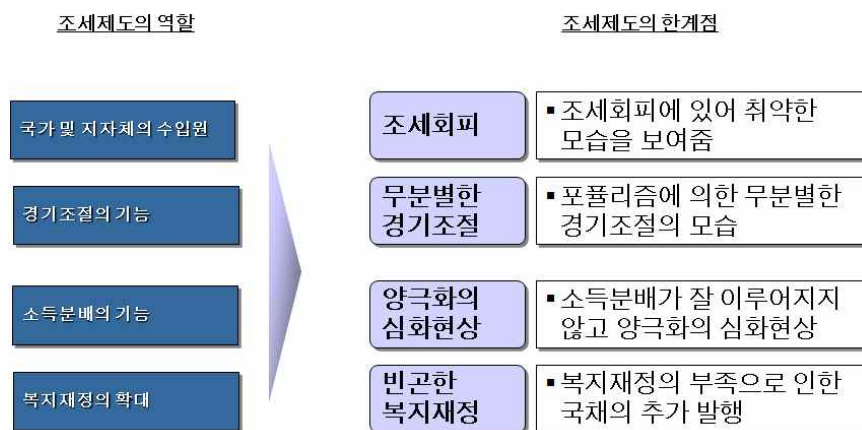 조세제도의 역할
조세제도의 한계점
국가 및 지자체의 수입원
조세회피
▪ 조세회피에 있어 취약한
모습을 보여줌
경기조절의 기능
무분별한
경기조절
▪ 포퓰리즘에 의한 무분별한
경기조절의 모습
소득분배의 기능
양극화의
심화현상
▪ 소득분배가 잘 이루어지지
않고 양극화의 심화현상
복지재정의 확대
빈곤한
복지재정
▪ 복지재정의 부족으로 인한
국채의 추가 발행